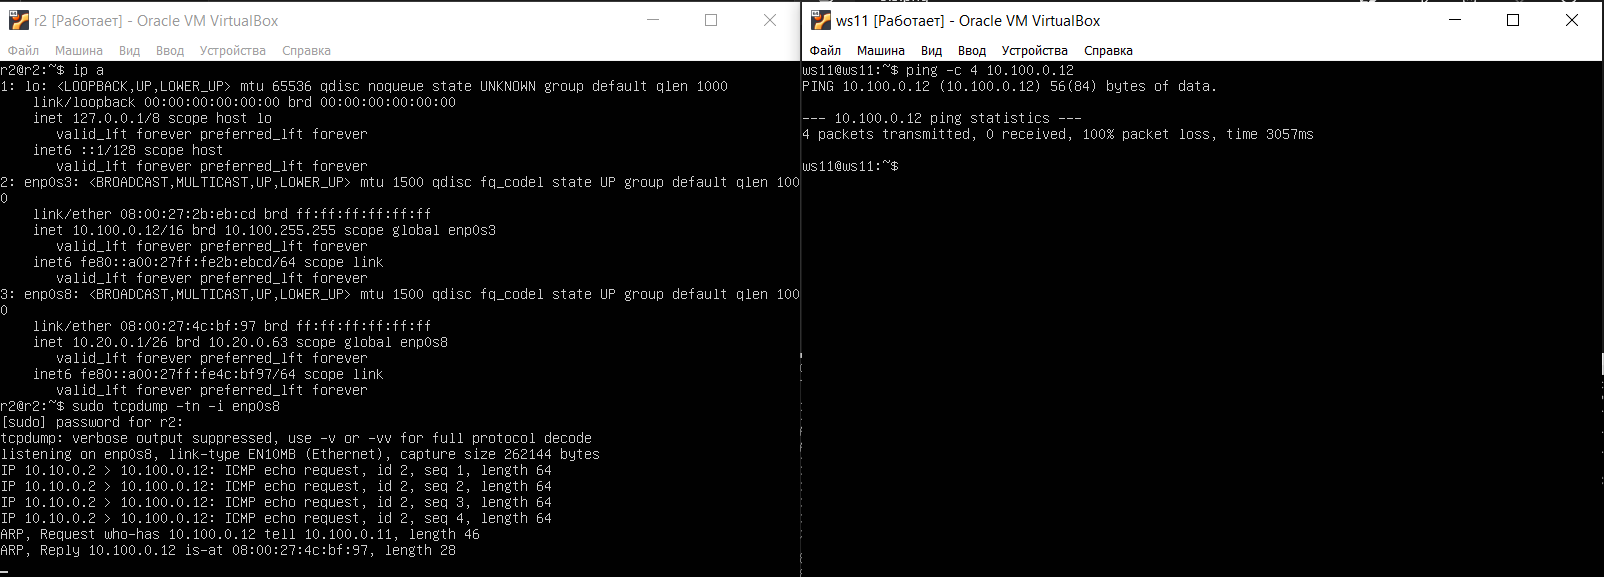 r2 [Работает] - Oracle VM VirtualBox
Файл Машина Вид Ввод Устройства Справка
r2@r2:~$ ip a
1: lo: <LOOPBACK,UP,LOWER_UP> mtu 65536 qdisc noqueue state UNKNOWN group default qlen 1000
link/loopback 00:00:00:00:00:00 brd 00:00:00:00:00:00
inet 127.0.0.1/8 scope host lo
valid_lft forever preferred_lft forever
inet6 ::1/128 scope host
valid_lft forever preferred_lft forever
2: enp0s3: <BROADCAST,MULTICAST,UP,LOWER_UP> mtu 1500 qdisc fq_codel state UP group default qlen 100
0
link/ether 08:00:27:2b:eb:cd brd ff:ff:ff:ff:ff:ff
inet 10.100.0.12/16 brd 10.100.255.255 scope global enp0s3
valid_lft forever preferred_lft forever
inet6 fe80::a00:27ff:fe2b:ebcd/64 scope link
valid_lft forever preferred_lft forever
3: enp0s8: <BROADCAST,MULTICAST,UP,LOWER_UP> mtu 1500 qdisc fq_codel state UP group default qlen 100
0
link/ether 08:00:27:4c:bf:97 brd ff:ff:ff:ff:ff:ff
inet 10.20.0.1/26 brd 10.20.0.63 scope global enp0s8
valid_lft forever preferred_lft forever
inet6 fe80::a00:27ff:fe4c:bf97/64 scope link
valid_lft forever preferred_lft forever
r2@r2:~$ sudo tcpdump -tn -i enp0s8
[sudo] password for r2:
tcpdump: verbose output suppressed, use -v or -vv for full protocol decode
listening on enp0s8, link-type EN10MB (Ethernet), capture size 262144 bytes
IP 10.10.0.2 > 10.100.0.12: ICMP echo request, id 2, seq 1, length 64
IP 10.10.0.2 > 10.100.0.12: ICMP echo request, id 2, seq 2, length 64
IP 10.10.0.2 > 10.100.0.12: ICMP echo request, id 2, seq 3, length 64
IP 10.10.0.2 > 10.100.0.12: ICMP echo request, id 2, seq 4, length 64
ARP, Request who-has 10.100.0.12 tell 10.100.0.11, length 46
ARP, Reply 10.100.0.12 is-at 08:00:27:4c:bf:97, length 28
ws11 [Работает] - Oracle VM VirtualBox
Файл Машина Вид Ввод Устройства Справка
ws11@ws11:~$ ping -c 4 10.100.0.12
PING 10.100.0.12 (10.100.0.12) 56(84) bytes of data.
--- 10.100.0.12 ping statistics ---
4 packets transmitted, 0 received, 100% packet loss, time 3057ms
ws11@ws11:~$